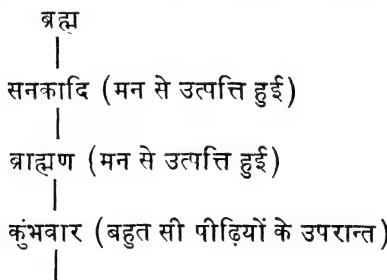 ब्रह्म
सनकादि (मन से उत्पत्ति हुई)
ब्राह्मण (मन से उत्पत्ति हुई)
कुंभवार (बहुत सी पीढ़ियों के उपरान्त)